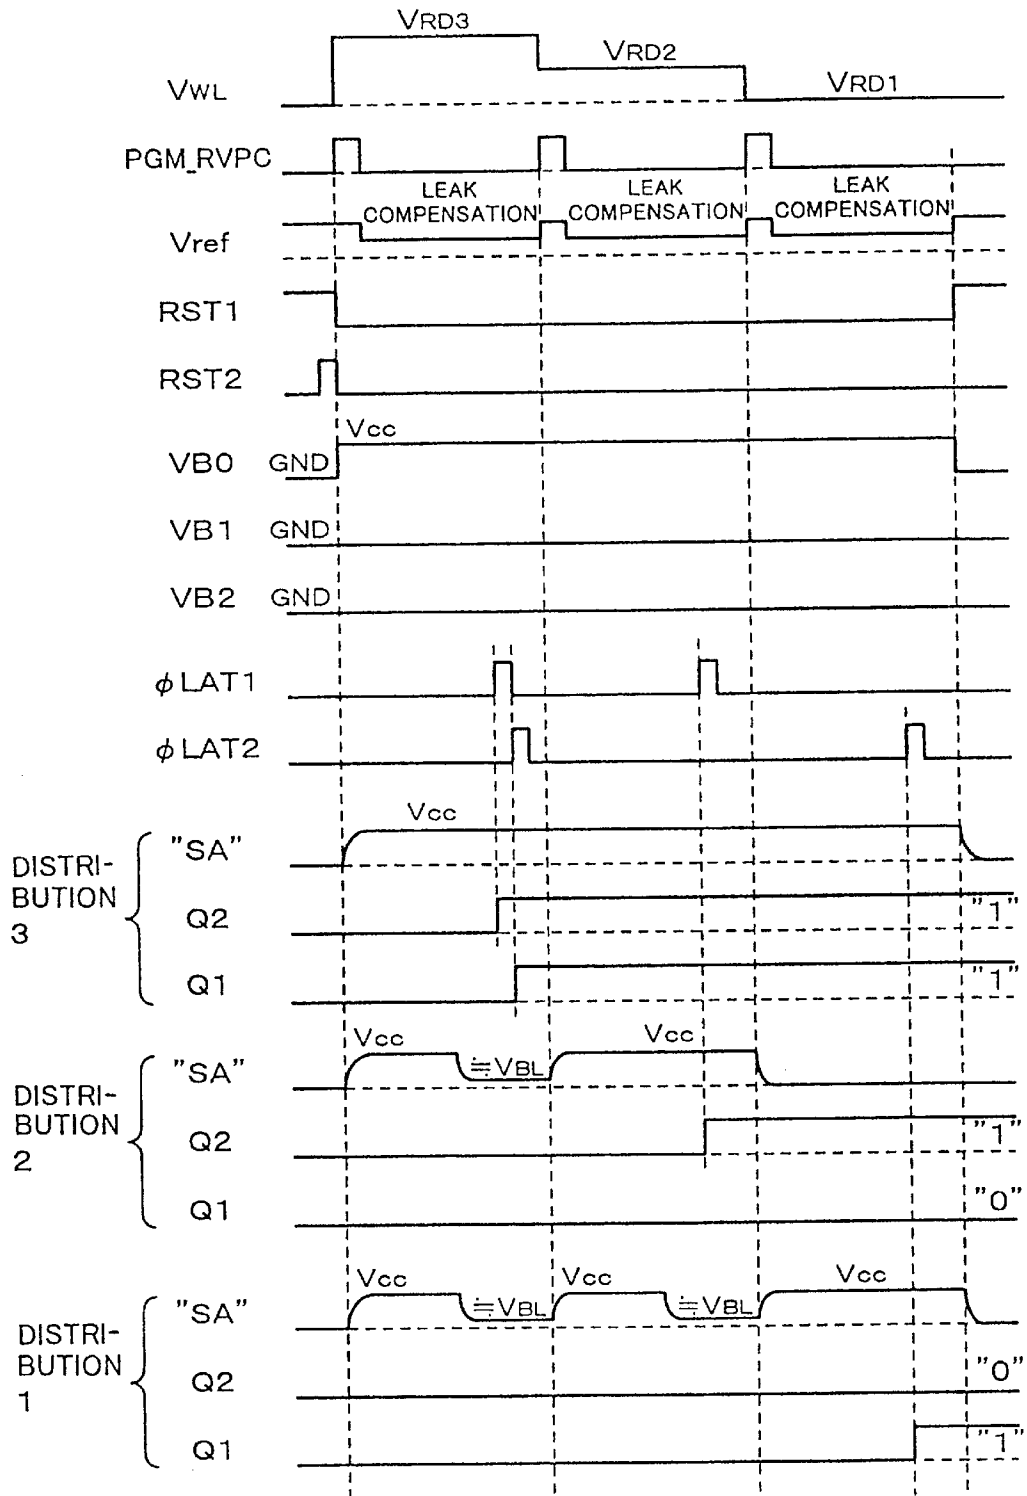 VRD3
VRD2
VRD1
VWL
PGM_RVPC
LEAK COMPENSATION
LEAK COMPENSATION
LEAK COMPENSATION
Vref
RST1
RST2
Vcc
VB0 GND
VB1 GND
VB2 GND
φLAT1
φLAT2
Vcc
DISTRI-
BUTION
3
"SA"
Q2 "1"
Q1 "1"
Vcc ≒VBL Vcc
DISTRI-
BUTION
2
"SA"
Q2 "1"
Q1 "0"
Vcc ≒VBL Vcc ≒VBL Vcc
DISTRI-
BUTION
1
"SA"
Q2 "0"
Q1 "1"